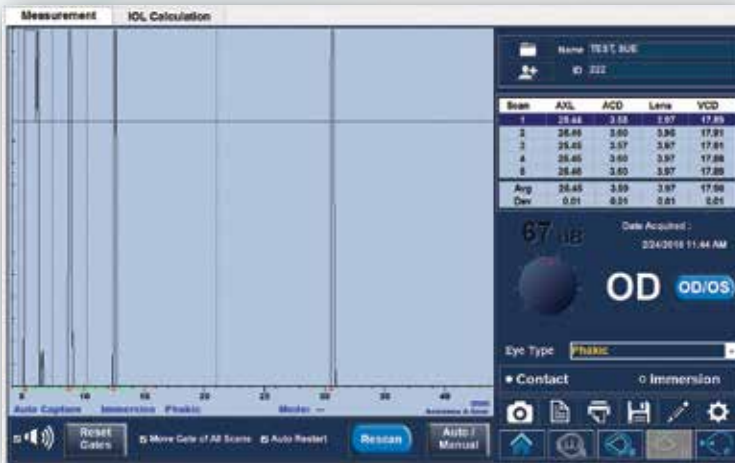 Measurement IOL Calculation
Name TEST, SUE
ID 222
Scan AXL ACD Lens VCD
1 25.44 3.58 3.97 17.89
2 25.46 3.60 3.96 17.91
3 25.45 3.57 3.97 17.91
4 25.45 3.60 3.97 17.88
5 25.46 3.60 3.97 17.89
Avg 25.45 3.59 3.97 17.90
Dev 0.01 0.01 0.01 0.01
67 dB
Date Acquired :
2/24/2016 11:44 AM
OD OD/OS
Eye Type Phakic
Contact Immersion
5 10 15 20 25 30 35 40
Auto Capture Immersion Phakic Mode: --
Reset Gates
Move Gate of All Scans
Auto Restart
Rescan
Auto / Manual